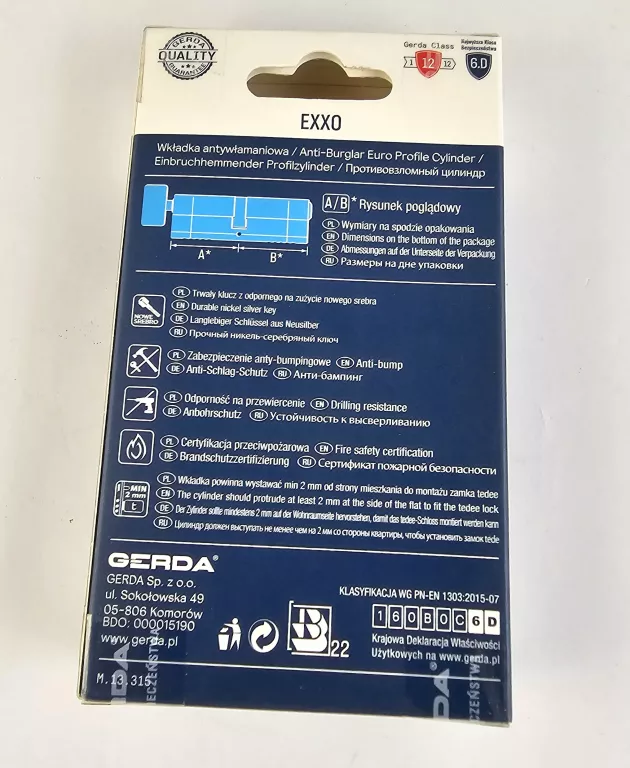 GERDA
QUALITY
GUARANTEE
Gerda Class
1 12 12
Najwyższa Klasa
Bezpieczeństwa
6.D
EXXO
Wkładka antywłamaniowa / Anti-Burglar Euro Profile Cylinder /
Einbruchhemmender Profilzylinder / Противовзломный цилиндр
A/B* Rysunek poglądowy
PL Wymiary na spodzie opakowania
EN Dimensions on the bottom of the package
DE Abmessungen auf der Unterseite der Verpackung
RU Размеры на дне упаковки
A* B*
NOWE
SREBRO
PL Trwały klucz z odpornego na zużycie nowego srebra
EN Durable nickel silver key
DE Langlebiger Schlüssel aus Neusilber
RU Прочный никель-серебряный ключ
PL Zabezpieczenie anty-bumpingowe EN Anti-bump
DE Anti-Schlag-Schutz RU Анти-бампинг
PL Odporność na przewiercenie EN Drilling resistance
DE Anbohrschutz RU Устойчивость к высверливанию
PL Certyfikacja przeciwpożarowa EN Fire safety certification
DE Brandschutzzertifizierung RU Сертификат пожарной безопасности
MIN
2 mm
t
PL Wkładka powinna wystawać min 2 mm od strony mieszkania do montażu zamka tedee
EN The cylinder should protrude at least 2 mm at the side of the flat to fit the tedee lock
DE Der Zylinder sollte mindestens 2 mm auf der Wohnraumseite hervorstehen, damit das tedee-Schloss montiert werden kann
RU Цилиндр должен выступать не менее чем на 2 мм со стороны квартиры, чтобы установить замок tedee
GERDA®
GERDA Sp. z o.o.
ul. Sokołowska 49
05-806 Komorów
BDO: 000015190
www.gerda.pl
KLASYFIKACJA WG PN-EN 1303:2015-07
160B0C6D
Krajowa Deklaracja Właściwości
Użytkowych na www.gerda.pl
B 22
M.13.315